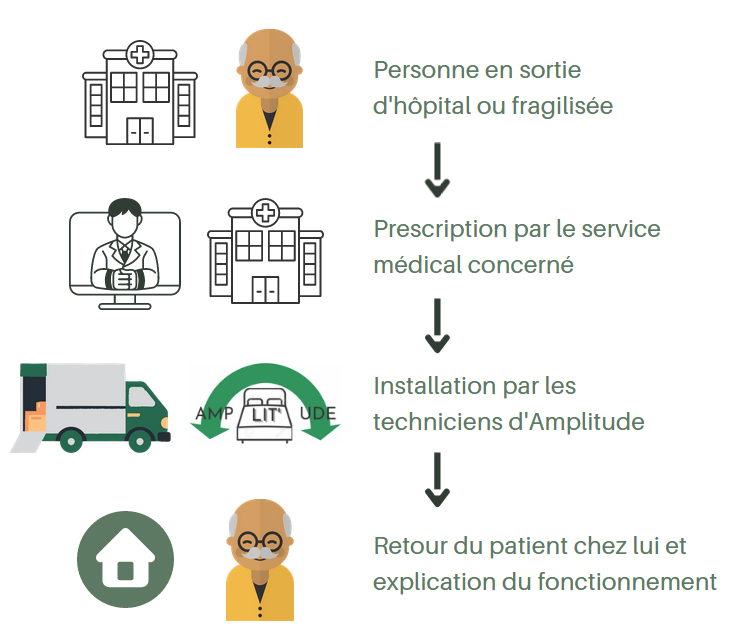 Personne en sortie
d'hôpital ou fragilisée
Prescription par le service
médical concerné
Installation par les
techniciens d'Amplitude
AMP LIT' UDE
Retour du patient chez lui et
explication du fonctionnement